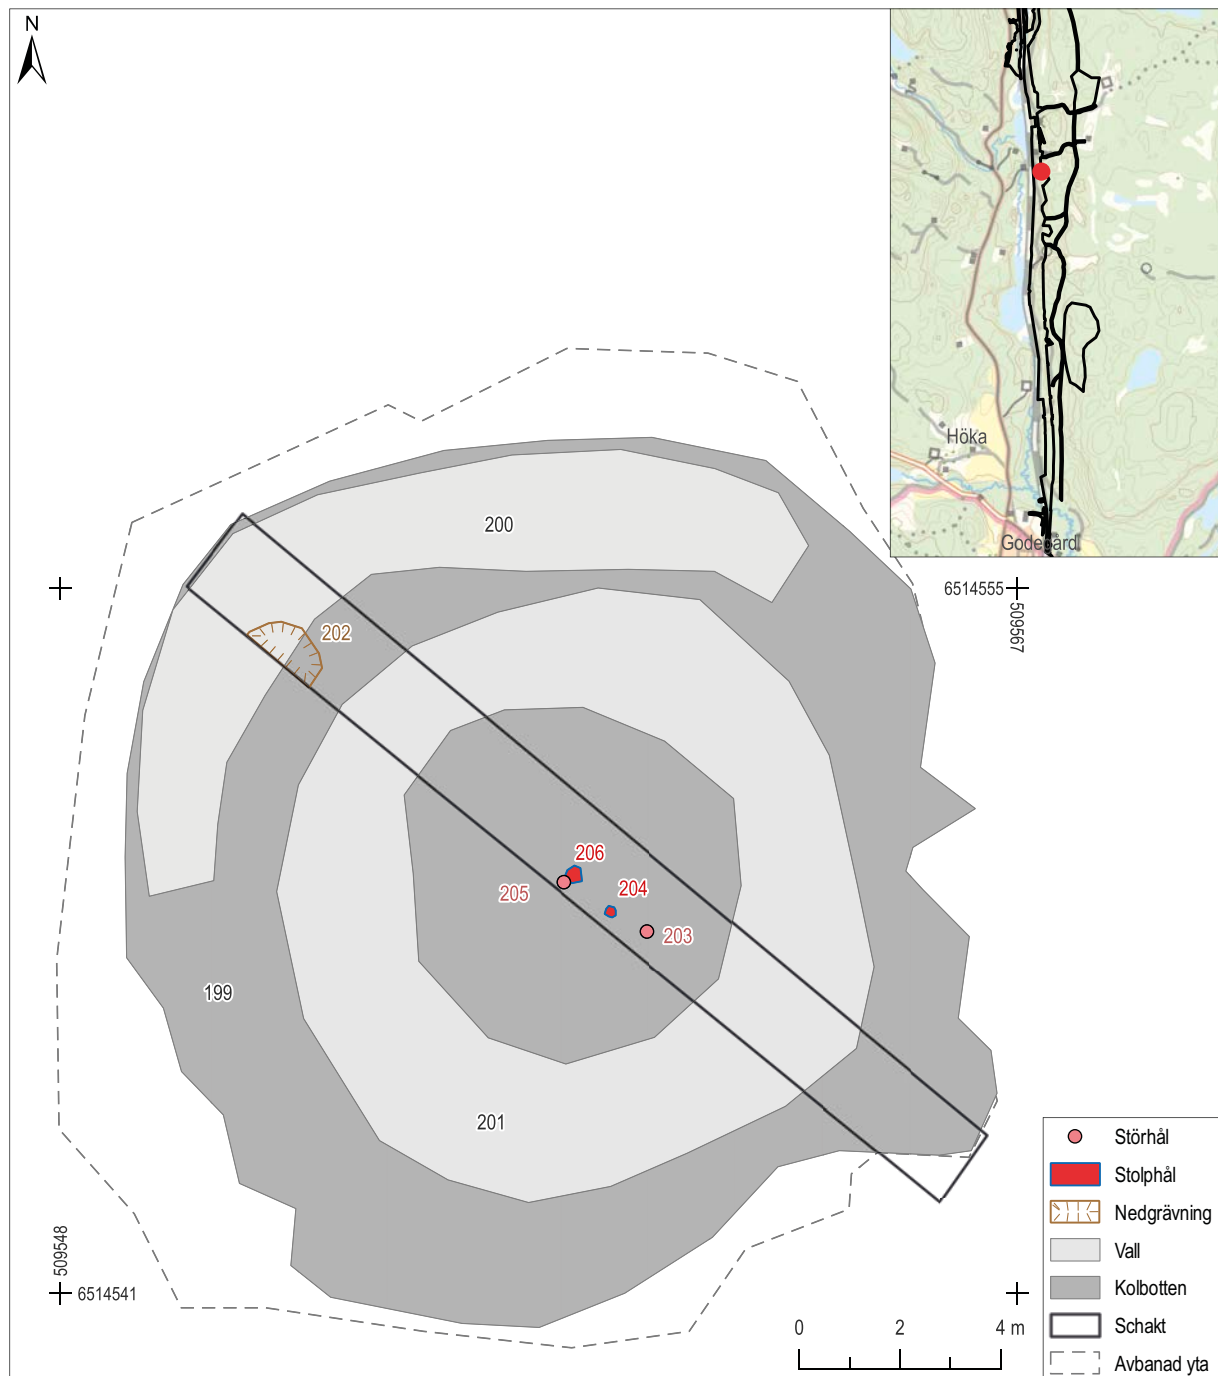 N
Höka
Godegård
200
202
6514555
509567
206
204
205
203
199
201
509548
6514541
0 2 4 m
Störhål
Stolphål
Nedgrävning
Vall
Kolbotten
Schakt
Avbanad yta